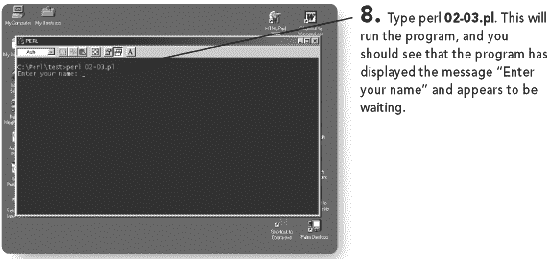 My Computer My Briefcase
PERL
Auto
C:\Perl\test>perl 02-03.pl
Enter your name: _
Shortcut to
8. Type perl 02-03.pl. This will
run the program, and you
should see that the program has
displayed the message “Enter
your name” and appears to be
waiting.